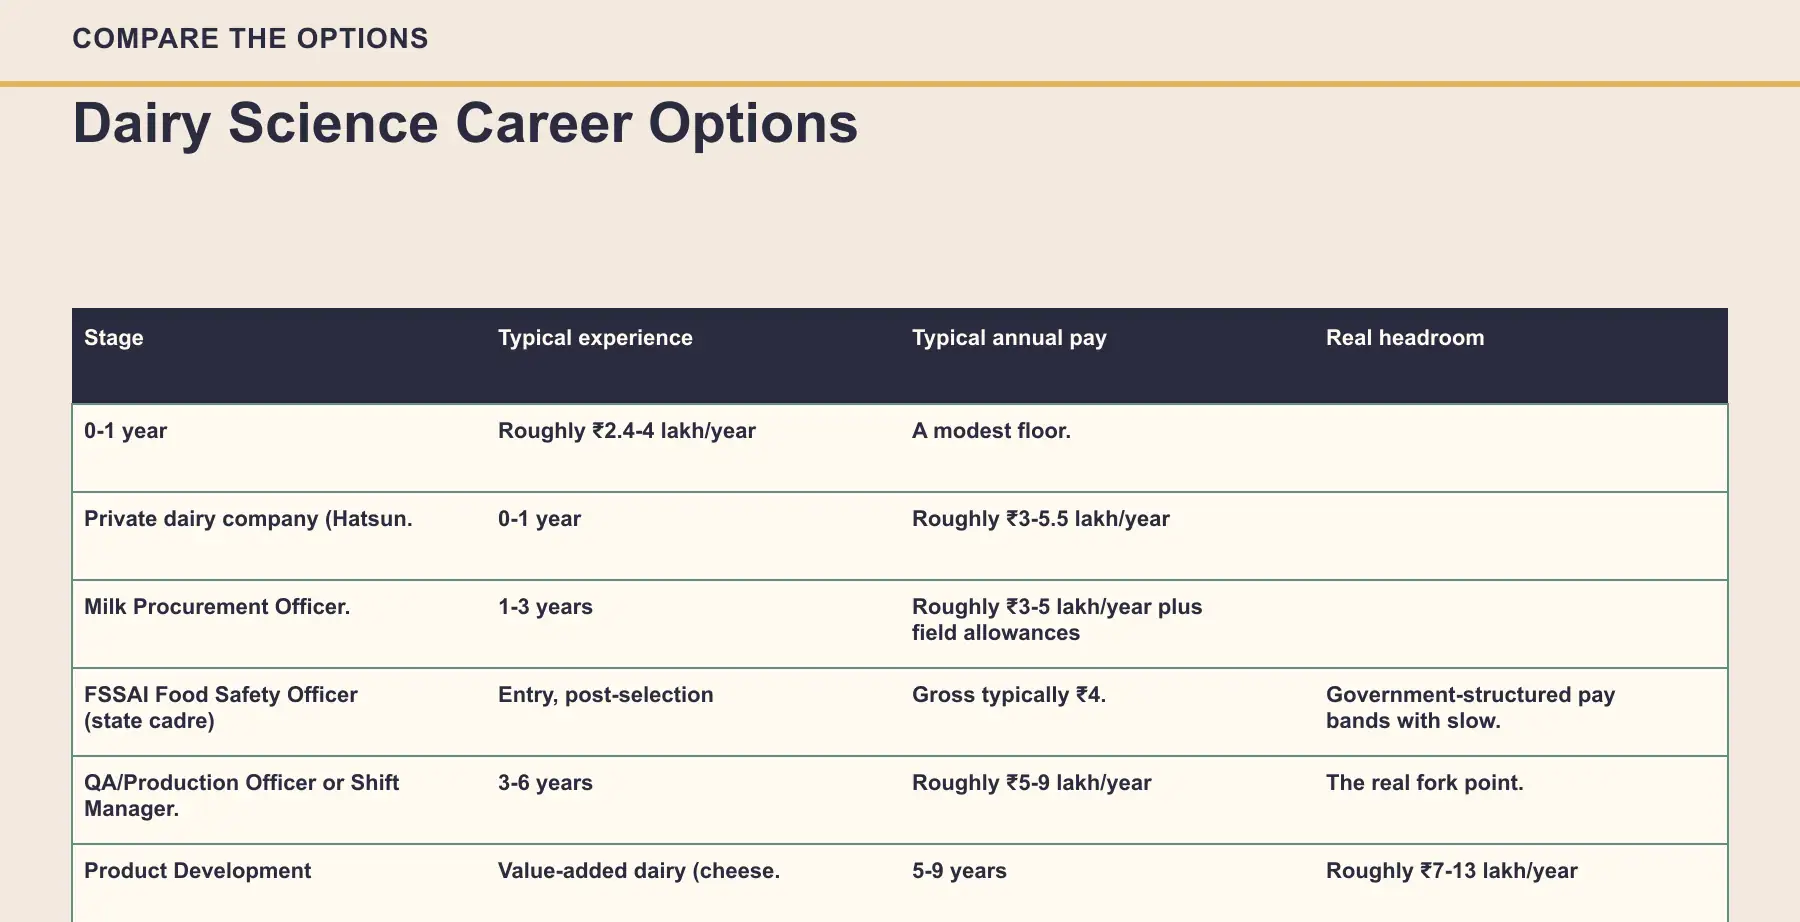 COMPARE THE OPTIONS
Dairy Science Career Options
Stage Typical experience Typical annual pay Real headroom
0-1 year Roughly ₹2.4-4 lakh/year A modest floor.
Private dairy company (Hatsun. 0-1 year Roughly ₹3-5.5 lakh/year
Milk Procurement Officer. 1-3 years Roughly ₹3-5 lakh/year plus
field allowances
FSSAI Food Safety Officer Entry, post-selection Gross typically ₹4. Government-structured pay
(state cadre) bands with slow.
QA/Production Officer or Shift 3-6 years Roughly ₹5-9 lakh/year The real fork point.
Manager.
Product Development Value-added dairy (cheese. 5-9 years Roughly ₹7-13 lakh/year